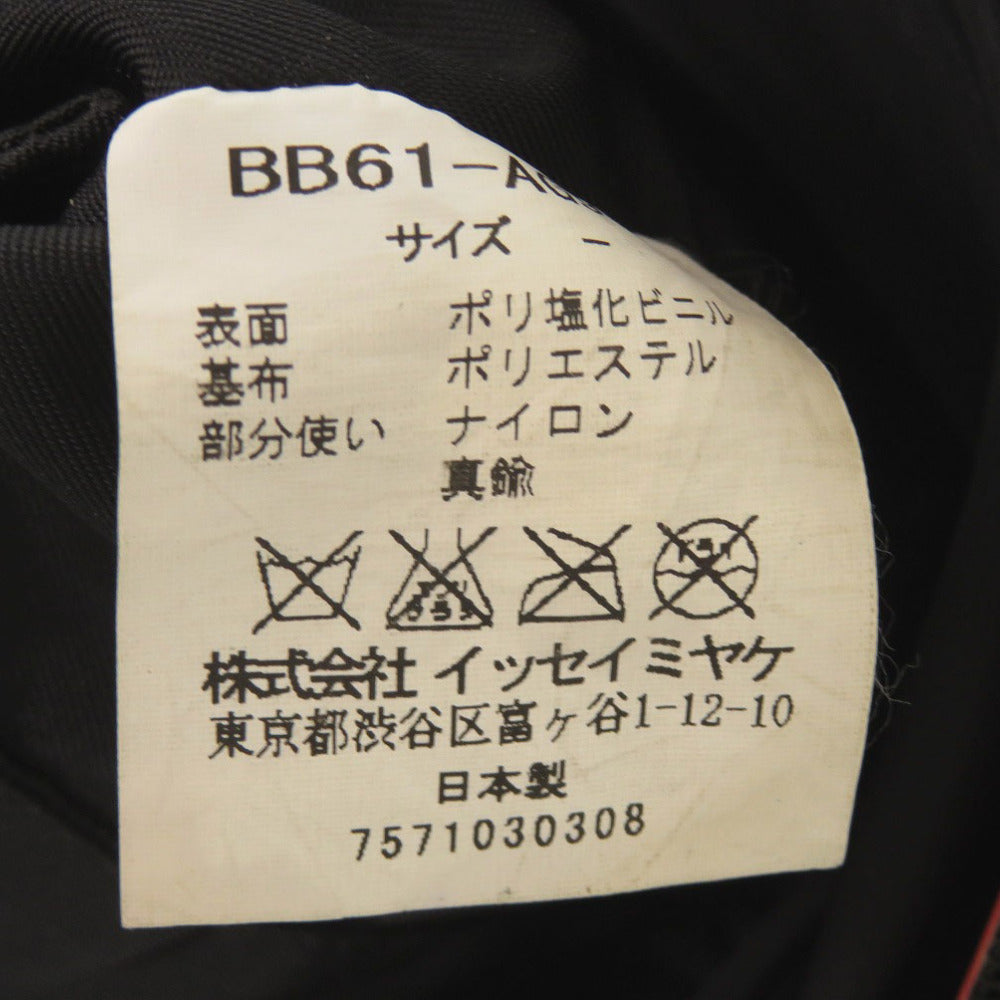 BB61-AG
サイズ -
表面 ポリ塩化ビニル
基布 ポリエステル
部分使い ナイロン
真鍮
株式会社 イッセイミヤケ
東京都渋谷区富ヶ谷1-12-10
日本製
7571030308